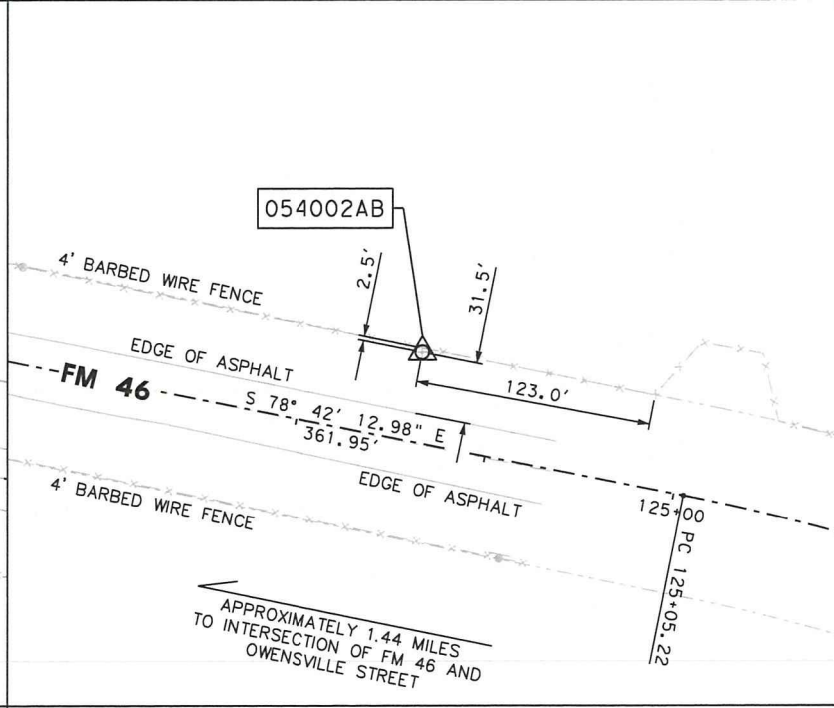 054002AB
2.5'
31.5'
4' BARBED WIRE FENCE
EDGE OF ASPHALT
123.0'
FM 46
S 78° 42' 12.98" E
361.95'
EDGE OF ASPHALT
4' BARBED WIRE FENCE
125+00
PC 125+05.22
APPROXIMATELY 1.44 MILES
TO INTERSECTION OF FM 46 AND
OWENSVILLE STREET